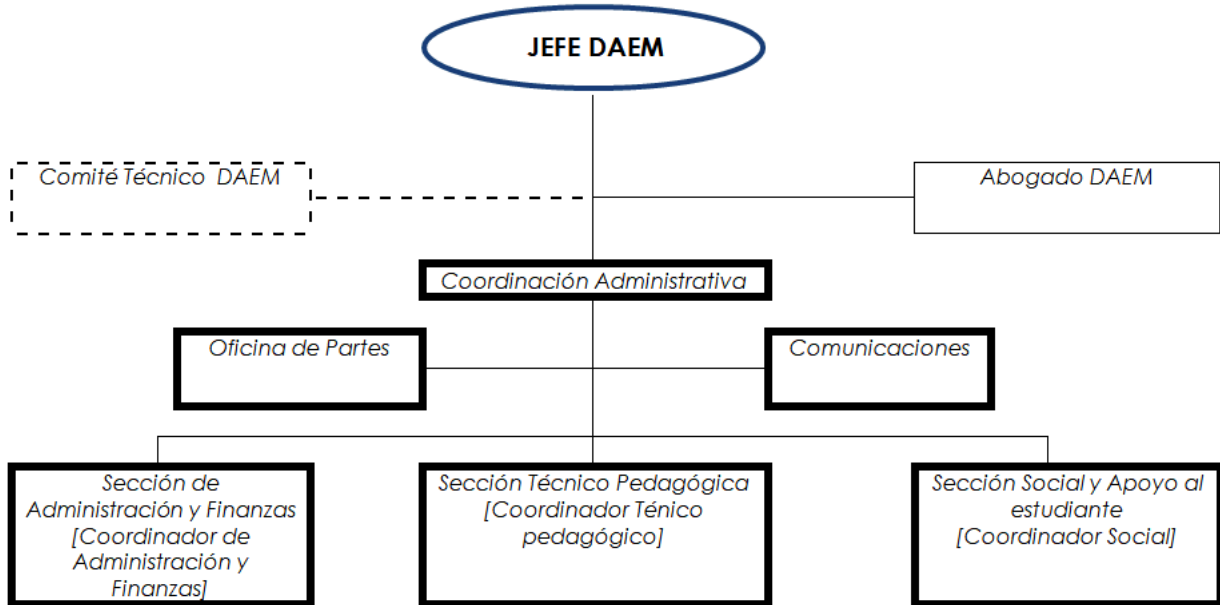 JEFE DAEM
Comité Técnico DAEM
Abogado DAEM
Coordinación Administrativa
Oficina de Partes
Comunicaciones
Sección de
Administración y Finanzas
[Coordinador de
Administración y
Finanzas]
Sección Técnico Pedagógica
[Coordinador Ténico
pedagógico]
Sección Social y Apoyo al
estudiante
[Coordinador Social]